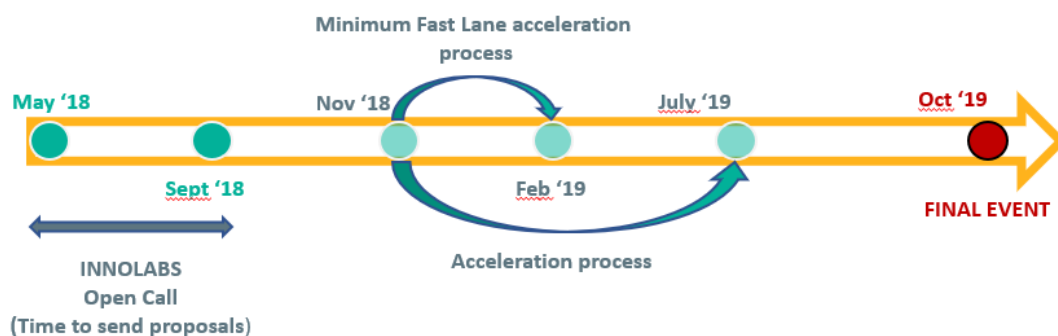 Minimum Fast Lane acceleration
process
May ‘18
Nov ‘18
July ‘19
Oct ‘19
Sept ‘18
Feb ‘19
FINAL EVENT
Acceleration process
INNOLABS
Open Call
(Time to send proposals)